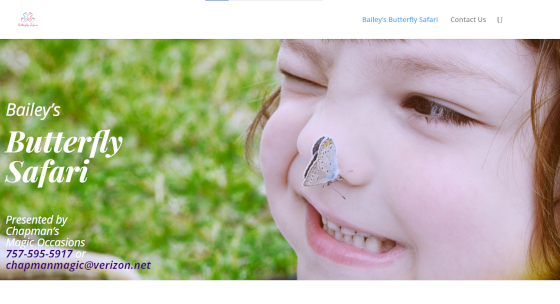 Bailey's Butterfly Safari Contact Us
Bailey's
Butterfly
Safari
Presented by
Chapman's
Magic Occasions
757-595-5917 or
chapmanmagic@verizon.net